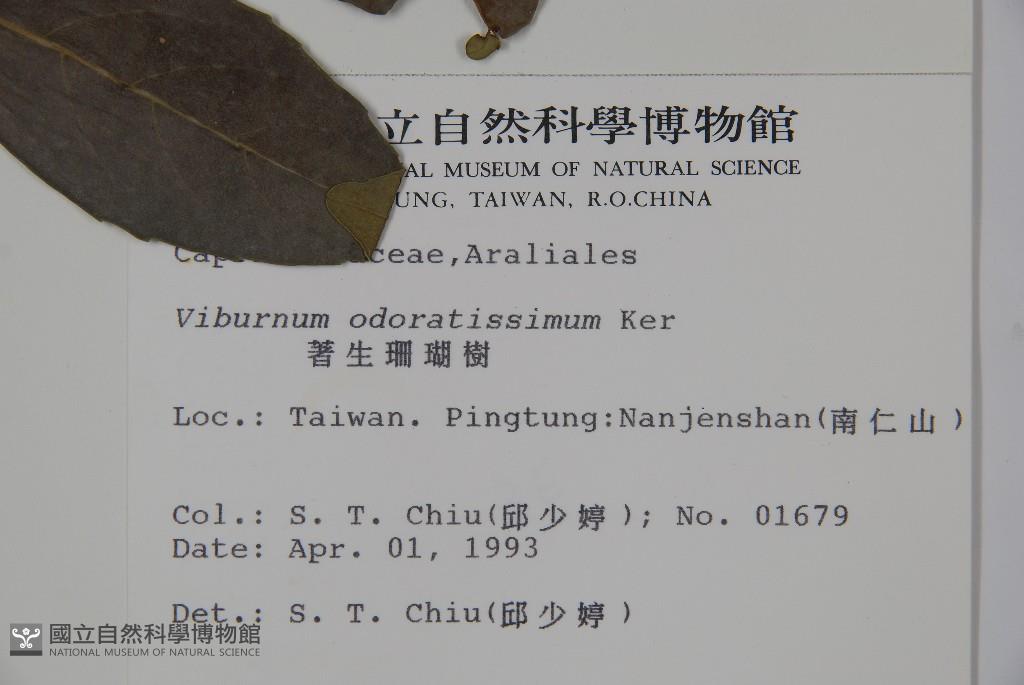 立自然科學博物館
AL MUSEUM OF NATURAL SCIENCE
UNG, TAIWAN, R.O.CHINA
ceae,Araliales
Viburnum odoratissimum Ker
著生珊瑚樹
Loc.: Taiwan. Pingtung:Nanjenshan(南仁山)
Col.: S. T. Chiu(邱少婷); No. 01679
Date: Apr. 01, 1993
Det.: S. T. Chiu(邱少婷)
國立自然科學博物館
NATIONAL MUSEUM OF NATURAL SCIENCE